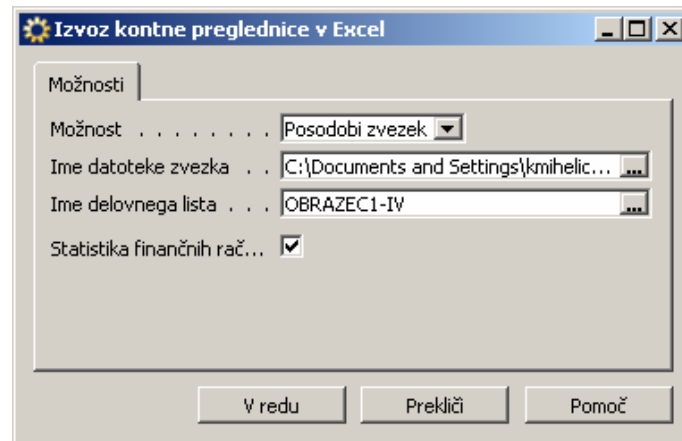 Izvoz kontne preglednice v Excel
Možnosti
Možnost . . . . . . . . Posodobi zvezek
Ime datoteke zvezka . . C:\Documents and Settings\kmihelic... ...
Ime delovnega lista . . . OBRAZEC1-IV ...
Statistika finančnih rač...
V redu Prekliči Pomoč